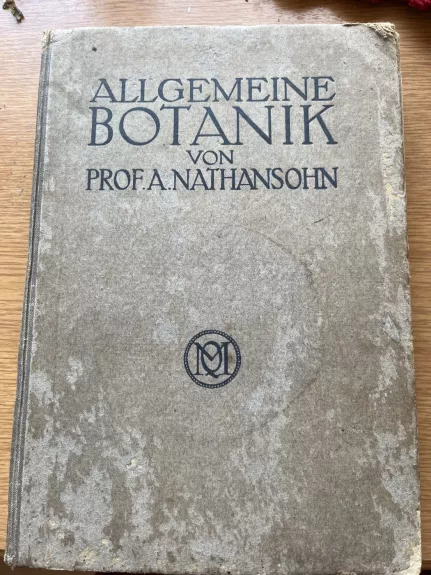 ALLGEMEINE
BOTANIK
VON
PROF. A. NATHANSOHN